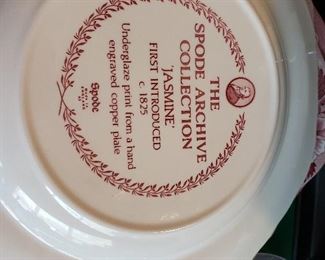 THE
SPODE ARCHIVE
COLLECTION
'JASMINE'
FIRST INTRODUCED
c. 1825
Underglaze print from a hand
engraved copper plate
Spode